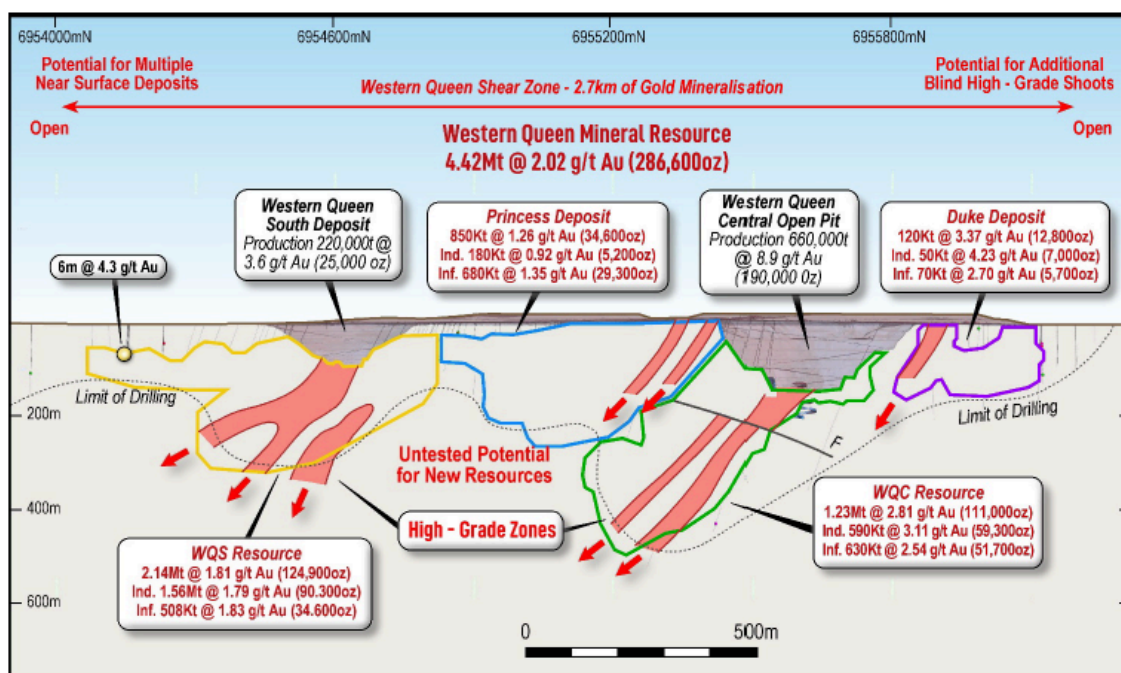 6954000mN
6954600mN
6955200mN
6955800mN
Potential for Multiple
Near Surface Deposits
Potential for Additional
Blind High - Grade Shoots
Western Queen Shear Zone - 2.7km of Gold Mineralisation
Open
Open
Western Queen Mineral Resource
4.42Mt @ 2.02 g/t Au (286,600oz)
Western Queen
South Deposit
Production 220,000t @
3.6 g/t Au (25,000 oz)
Princess Deposit
850Kt @ 1.26 g/t Au (34,600oz)
Ind. 180Kt @ 0.92 g/t Au (5,200oz)
Inf. 680Kt @ 1.35 g/t Au (29,300oz)
Western Queen
Central Open Pit
Production 660,000t
@ 8.9 g/t Au
(190,000 0z)
Duke Deposit
120Kt @ 3.37 g/t Au (12,800oz)
Ind. 50Kt @ 4.23 g/t Au (7,000oz)
Inf. 70Kt @ 2.70 g/t Au (5,700oz)
6m @ 4.3 g/t Au
Limit of Drilling
Limit of Drilling
200m
400m
600m
F
Untested Potential
for New Resources
High - Grade Zones
WQS Resource
2.14Mt @ 1.81 g/t Au (124,900oz)
Ind. 1.56Mt @ 1.79 g/t Au (90.300oz)
Inf. 508Kt @ 1.83 g/t Au (34.600oz)
WQC Resource
1.23Mt @ 2.81 g/t Au (111,000oz)
Ind. 590Kt @ 3.11 g/t Au (59,300oz)
Inf. 630Kt @ 2.54 g/t Au (51,700oz)
0
500m